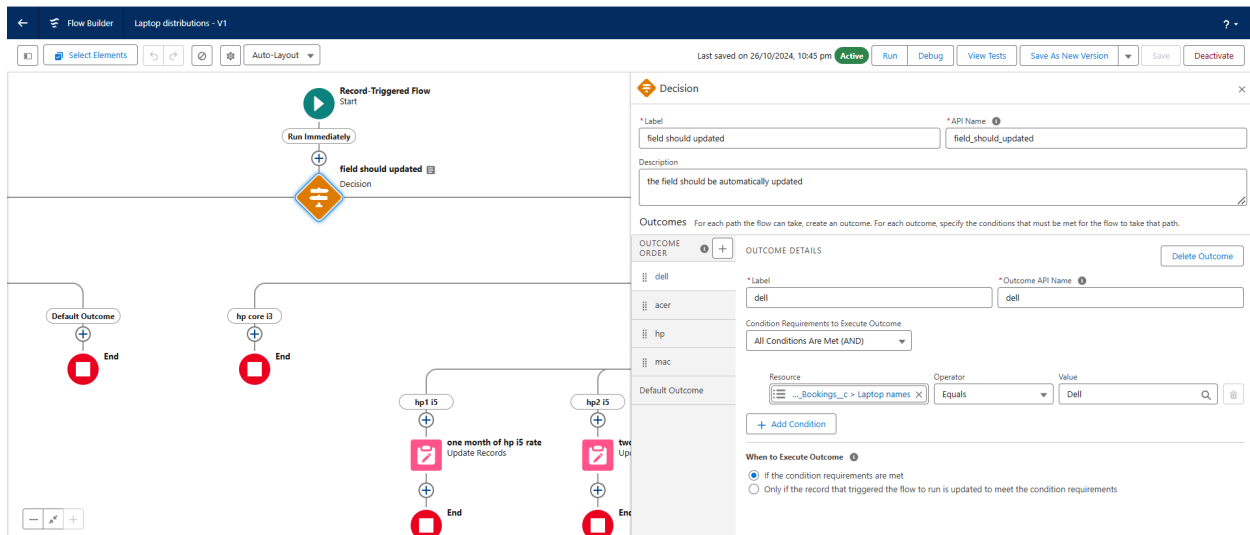 Flow Builder
Laptop distributions - V1
?
Select Elements
Auto-Layout
Last saved on 26/10/2024, 10:45 pm
Active
Run
Debug
View Tests
Save As New Version
Save
Deactivate
Record-Triggered Flow
Start
Run Immediately
field should updated
Decision
Default Outcome
End
hp core i3
End
hp1 i5
one month of hp i5 rate
Update Records
End
hp2 i5
Decision
*Label
field should updated
*API Name
field_should_updated
Description
the field should be automatically updated
Outcomes For each path the flow can take, create an outcome. For each outcome, specify the conditions that must be met for the flow to take that path.
OUTCOME
ORDER
dell
acer
hp
mac
Default Outcome
OUTCOME DETAILS
Delete Outcome
*Label
dell
*Outcome API Name
dell
Condition Requirements to Execute Outcome
All Conditions Are Met (AND)
Resource
..._Bookings__c > Laptop names
Operator
Equals
Value
Dell
+ Add Condition
When to Execute Outcome
If the condition requirements are met
Only if the record that triggered the flow to run is updated to meet the condition requirements